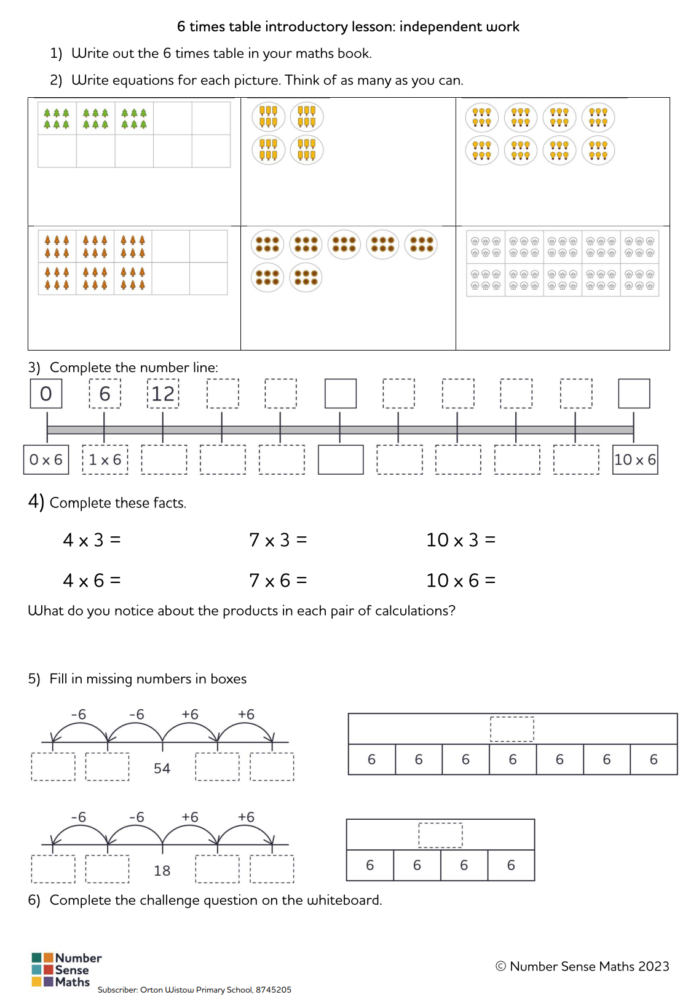 6 times table introductory lesson: independent work
1) Write out the 6 times table in your maths book.
2) Write equations for each picture. Think of as many as you can.
3) Complete the number line:
0 6 12
0 x 6 1 x 6 10 x 6
4) Complete these facts.
4 x 3 = 7 x 3 = 10 x 3 =
4 x 6 = 7 x 6 = 10 x 6 =
What do you notice about the products in each pair of calculations?
5) Fill in missing numbers in boxes
-6 -6 +6 +6
54
6 6 6 6 6 6 6
-6 -6 +6 +6
18
6 6 6 6
6) Complete the challenge question on the whiteboard.
Number
Sense
Maths
© Number Sense Maths 2023
Subscriber: Orton Wistow Primary School, 8745205